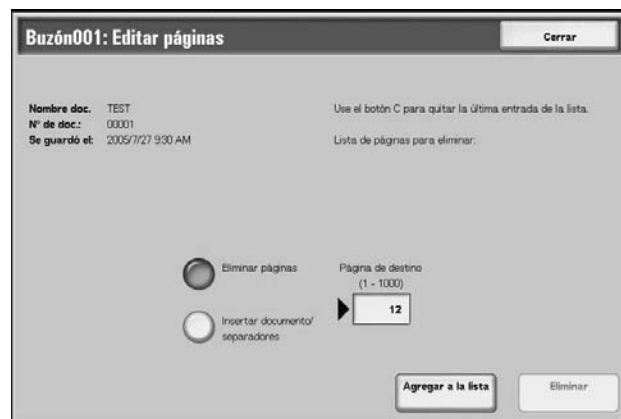 Buzón001: Editar páginas
Cerrar
Nombre doc. TEST
Nº de doc.: 00001
Se guardó el: 2005/7/27 9:30 AM
Use el botón C para quitar la última entrada de la lista.
Lista de páginas para eliminar:
Eliminar páginas
Página de destino
(1 - 1000)
12
Insertar documento/
separadores
Agregar a la lista
Eliminar